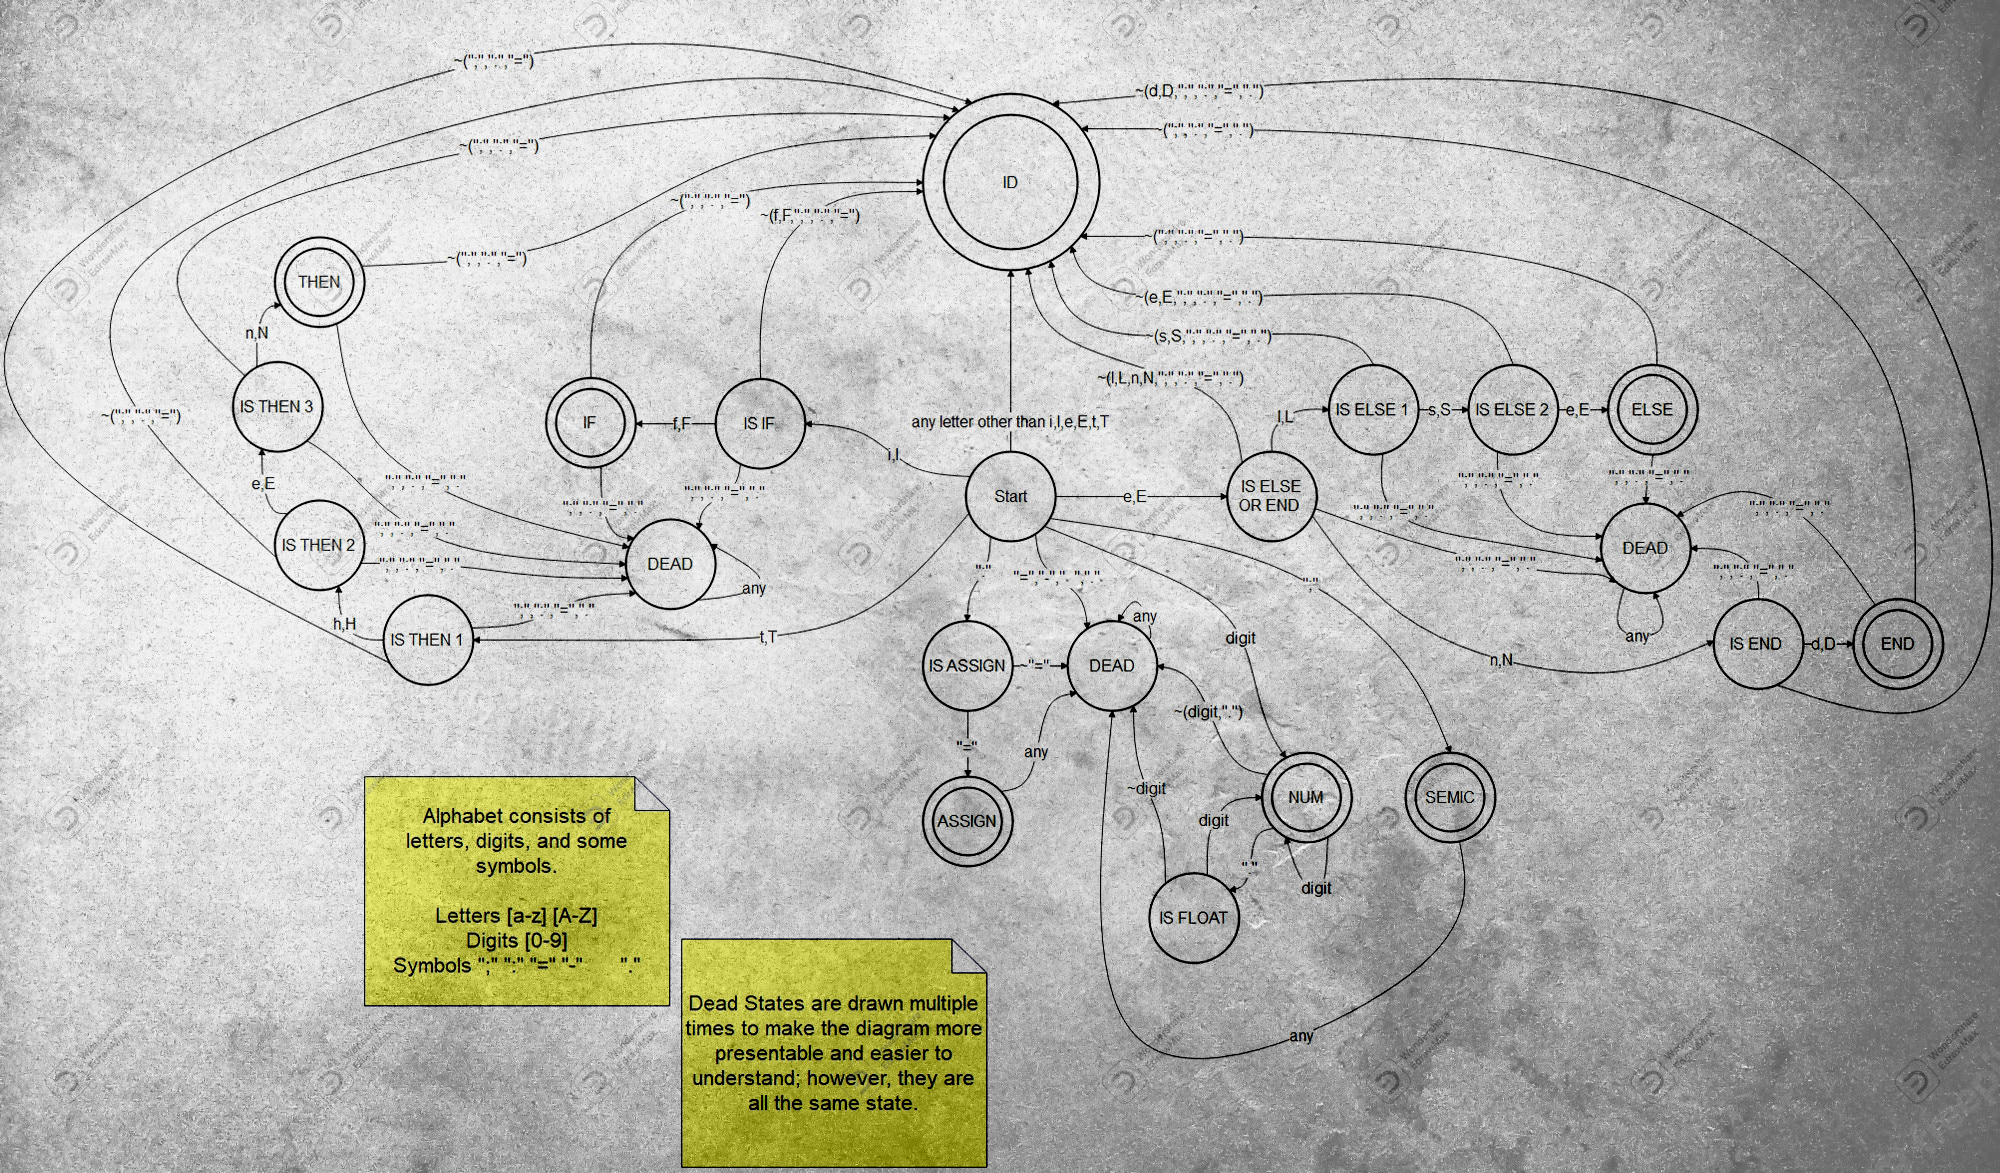 ~(";",":","=")
~(d,D,";",":","=",".")
~(";",":","=",".")
~(";",":","=")
ID
~(";",":","=")
~(f,F,";",":","=")
~(";",":","=",".")
~(";",":","=")
THEN
~(e,E,";",":","=",".")
n,N
~(s,S,";",":","=",".")
~(l,L,n,N,";",":","=",".")
IS THEN 3
~(";",":","=")
IF
f,F
IS IF
any letter other than i,I,e,E,t,T
l,L
IS ELSE 1
s,S
IS ELSE 2
e,E
ELSE
i,I
e,E
";",":","=","."
";",":","=","."
";",":","=","."
";",":","=","."
";",":","=","."
Start
e,E
IS ELSE
OR END
";",":","=","."
";",":","=","."
";",":","=","."
IS THEN 2
";",":","=","."
";",":","=","."
DEAD
any
DEAD
";",":","=","."
";",":","=","."
":"
";"
h,H
IS THEN 1
";",":","=","."
t,T
any
digit
any
n,N
IS END
d,D
END
IS ASSIGN
~"="
DEAD
~(digit,".")
"="
any
~digit
NUM
SEMIC
ASSIGN
digit
"."
digit
IS FLOAT
any
Alphabet consists of
letters, digits, and some
symbols.
Letters [a-z] [A-Z]
Digits [0-9]
Symbols ";" ":" "=" "-" "."
Dead States are drawn multiple
times to make the diagram more
presentable and easier to
understand; however, they are
all the same state.
Wondershare
EdrawMax